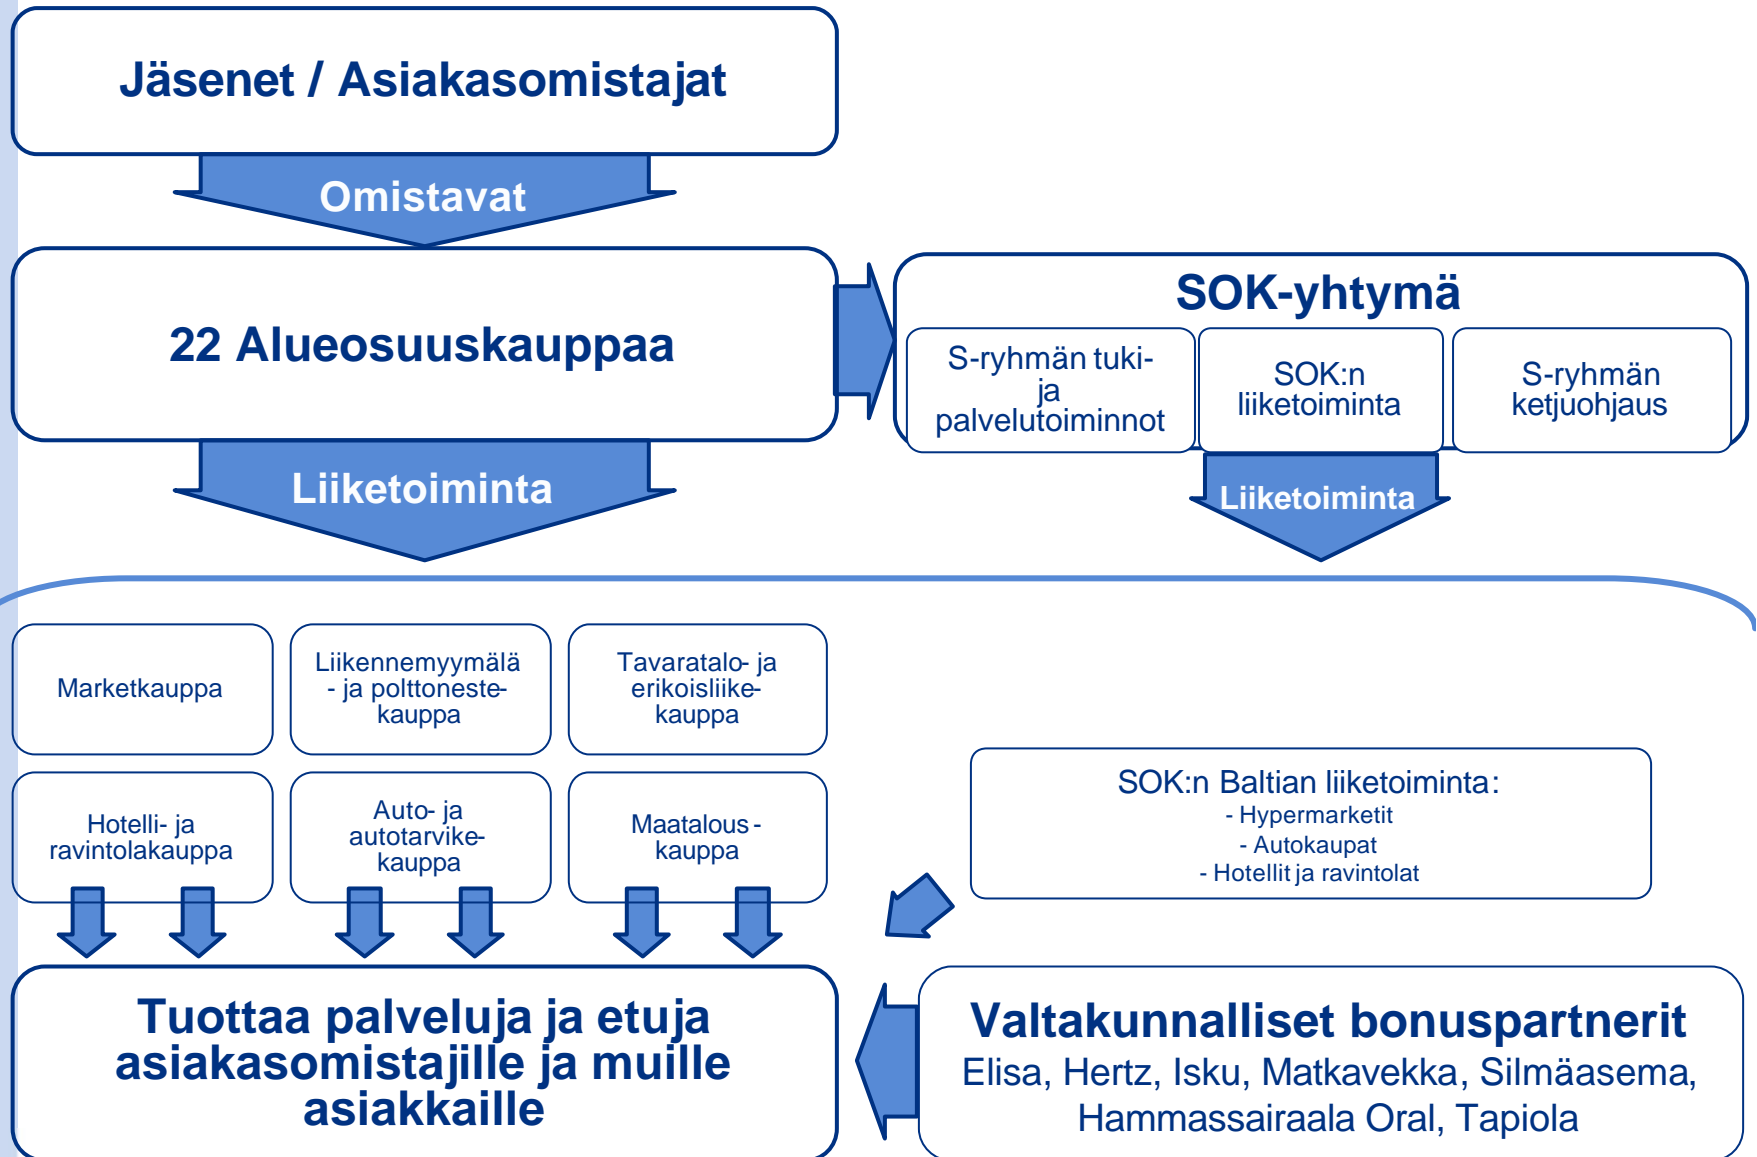 Jäsenet / Asiakasomistajat
Omistavat
22 Alueosuuskauppaa
SOK-yhtymä
S-ryhmän tuki-
ja
palvelutoiminnot
SOK:n
liiketoiminta
S-ryhmän
ketjuohjaus
Liiketoiminta
Liiketoiminta
Marketkauppa
Liikennemyymälä
- ja polttoneste-
kauppa
Tavaratalo- ja
erikoisliike-
kauppa
Hotelli- ja
ravintolakauppa
Auto- ja
autotarvike-
kauppa
Maatalous-
kauppa
SOK:n Baltian liiketoiminta:
- Hypermarketit
- Autokaupat
- Hotellit ja ravintolat
Tuottaa palveluja ja etuja
asiakasomistajille ja muille
asiakkaille
Valtakunnalliset bonuspartnerit
Elisa, Hertz, Isku, Matkavekka, Silmäasema,
Hammassairaala Oral, Tapiola